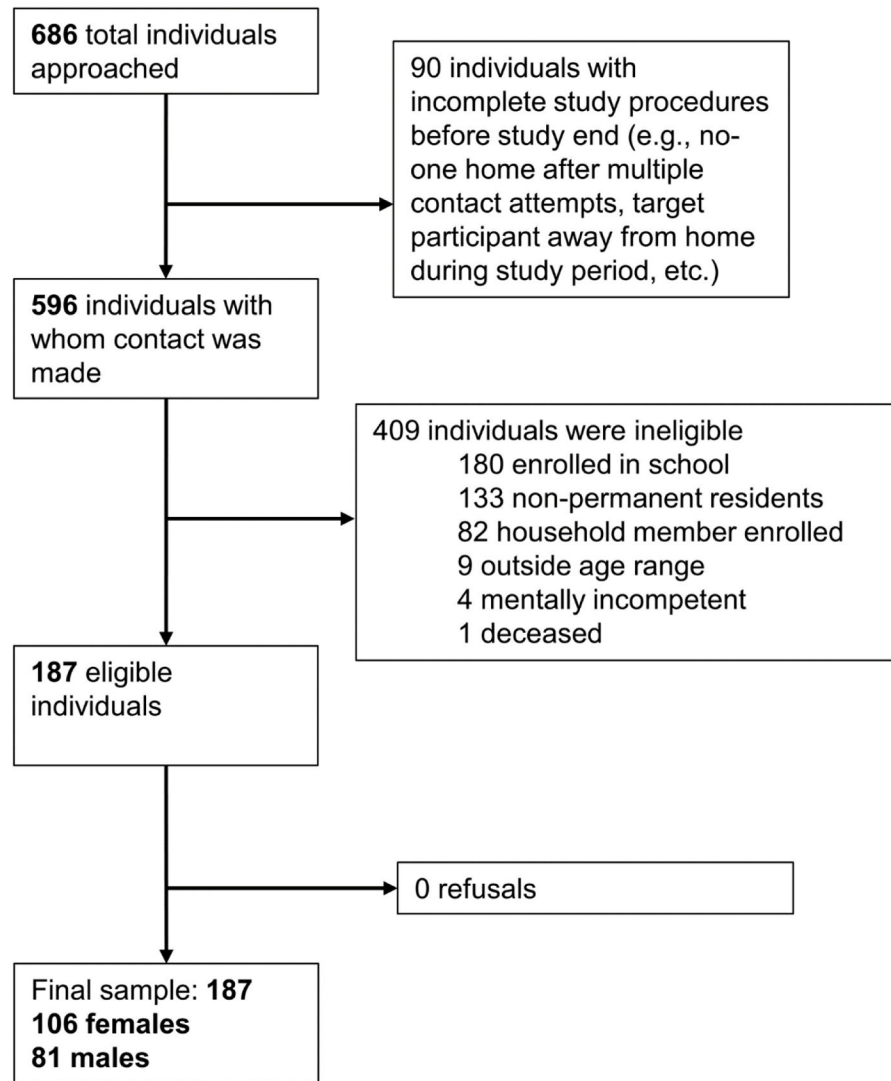 686 total individuals
approached
90 individuals with
incomplete study procedures
before study end (e.g., no-
one home after multiple
contact attempts, target
participant away from home
during study period, etc.)
596 individuals with
whom contact was
made
409 individuals were ineligible
180 enrolled in school
133 non-permanent residents
82 household member enrolled
9 outside age range
4 mentally incompetent
1 deceased
187 eligible
individuals
0 refusals
Final sample: 187
106 females
81 males